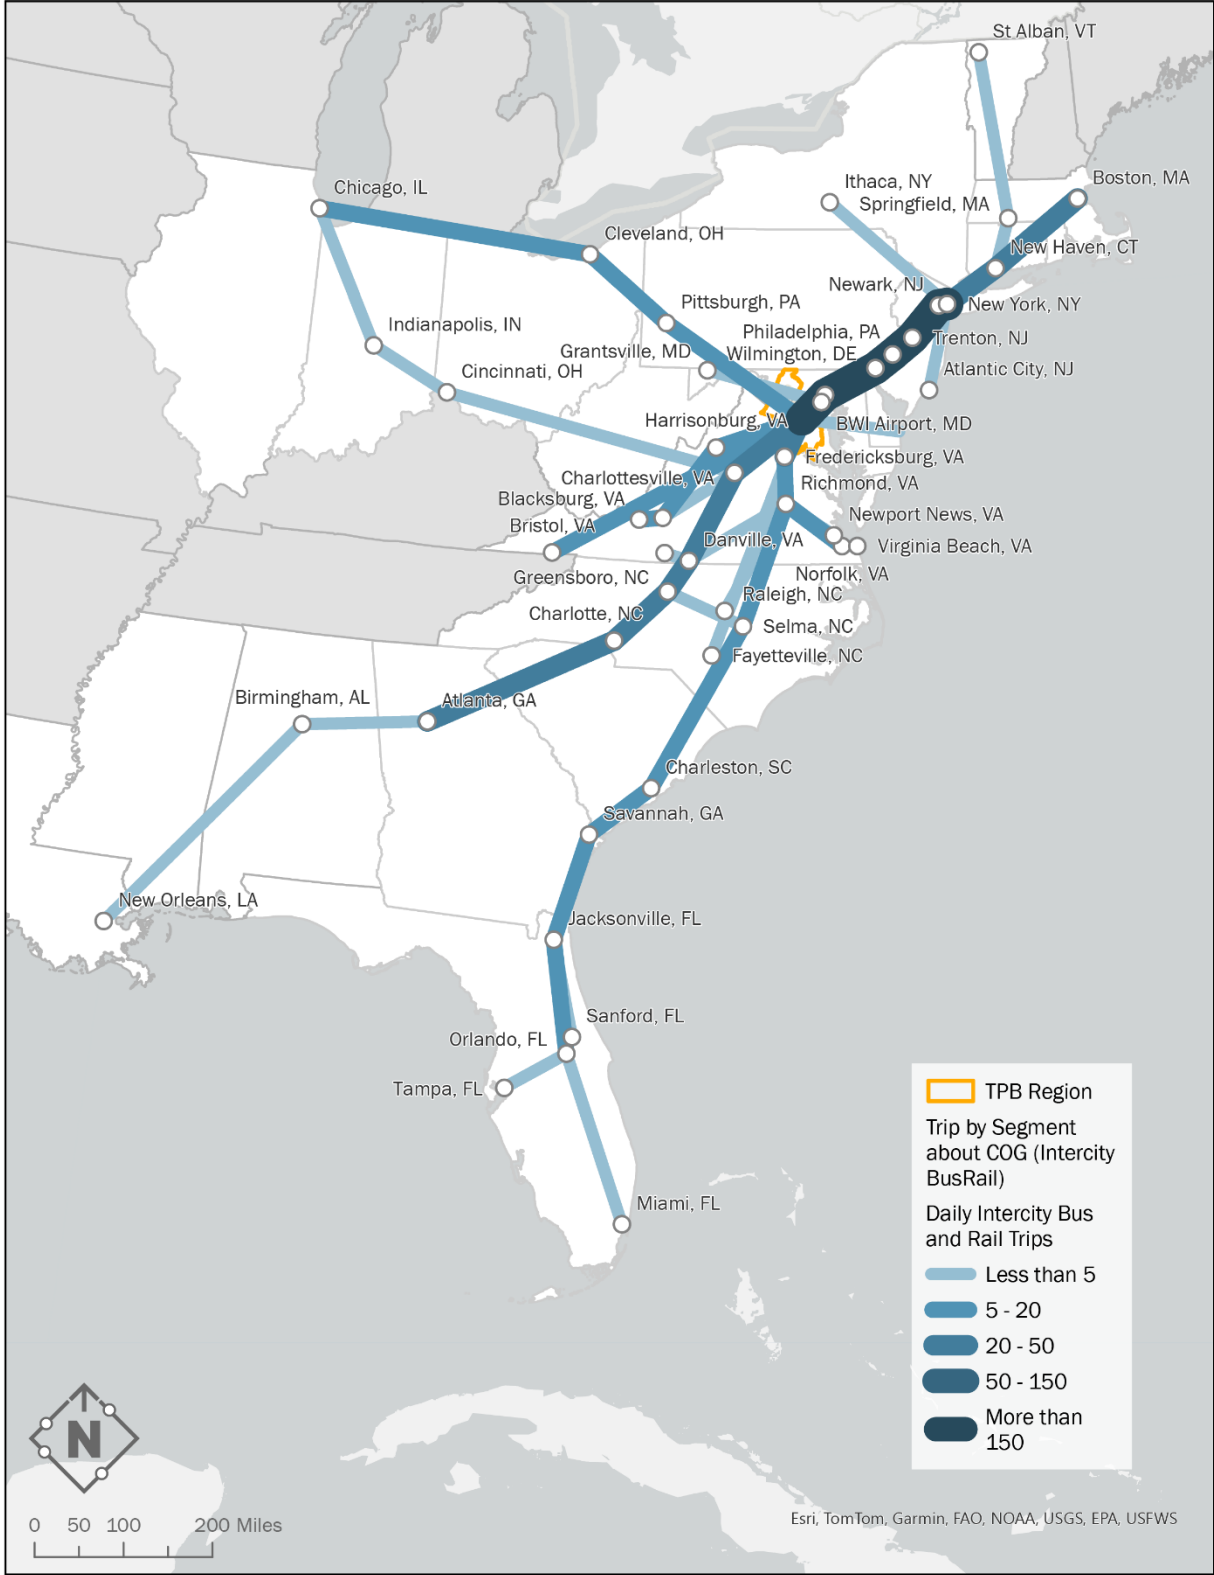 St Alban, VT
Boston, MA
Ithaca, NY
Springfield, MA
Chicago, IL
Cleveland, OH
New Haven, CT
Newark, NJ
New York, NY
Pittsburgh, PA
Indianapolis, IN
Philadelphia, PA
Trenton, NJ
Grantsville, MD
Wilmington, DE
Cincinnati, OH
Atlantic City, NJ
Harrisonburg, VA
BWI Airport, MD
Fredericksburg, VA
Charlottesville, VA
Richmond, VA
Blacksburg, VA
Newport News, VA
Bristol, VA
Danville, VA
Virginia Beach, VA
Greensboro, NC
Norfolk, VA
Raleigh, NC
Charlotte, NC
Selma, NC
Fayetteville, NC
Birmingham, AL
Atlanta, GA
Charleston, SC
Savannah, GA
New Orleans, LA
Jacksonville, FL
Sanford, FL
Orlando, FL
Tampa, FL
Miami, FL
TPB Region
Trip by Segment
about COG (Intercity
BusRail)
Daily Intercity Bus
and Rail Trips
Less than 5
5 - 20
20 - 50
50 - 150
More than
150
N
0 50 100 200 Miles
Esri, TomTom, Garmin, FAO, NOAA, USGS, EPA, USFWS